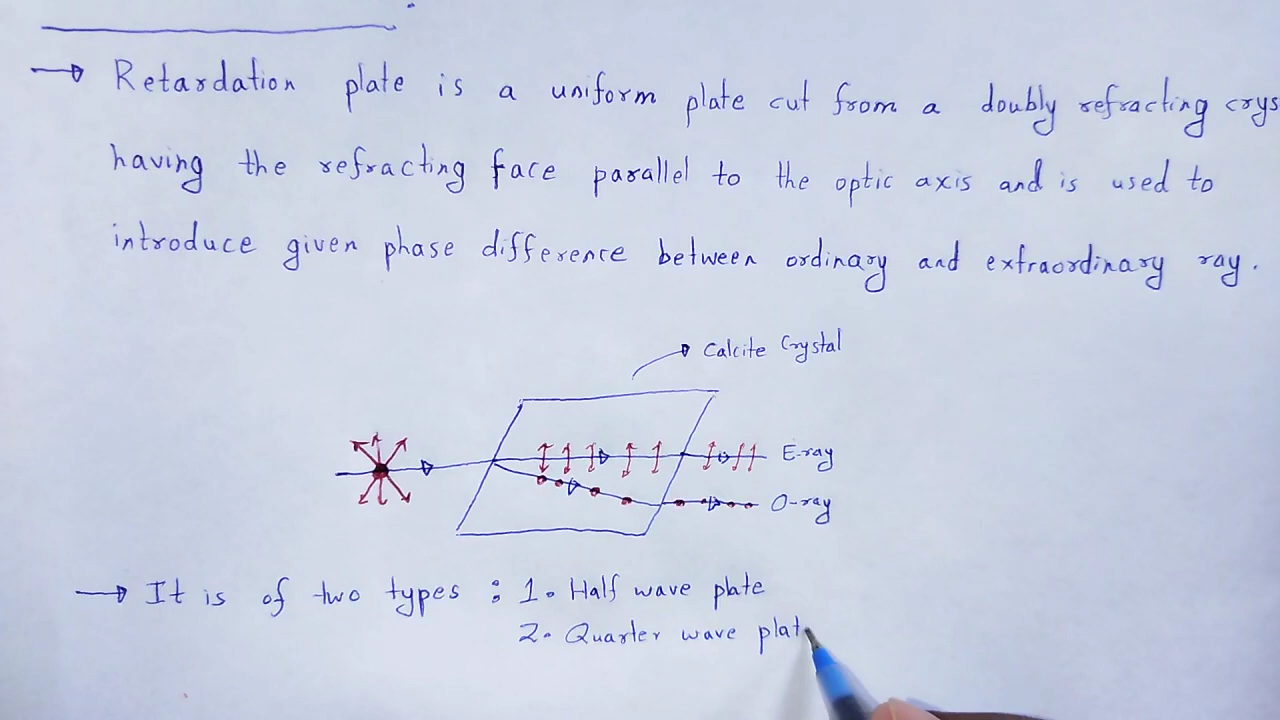 Retardation plate is a uniform plate cut from a doubly refracting crys
having the refracting face parallel to the optic axis and is used to
introduce given phase difference between ordinary and extraordinary ray.
Calcite Crystal
E-ray
O-ray
It is of two types : 1. Half wave plate
2. Quarter wave plat